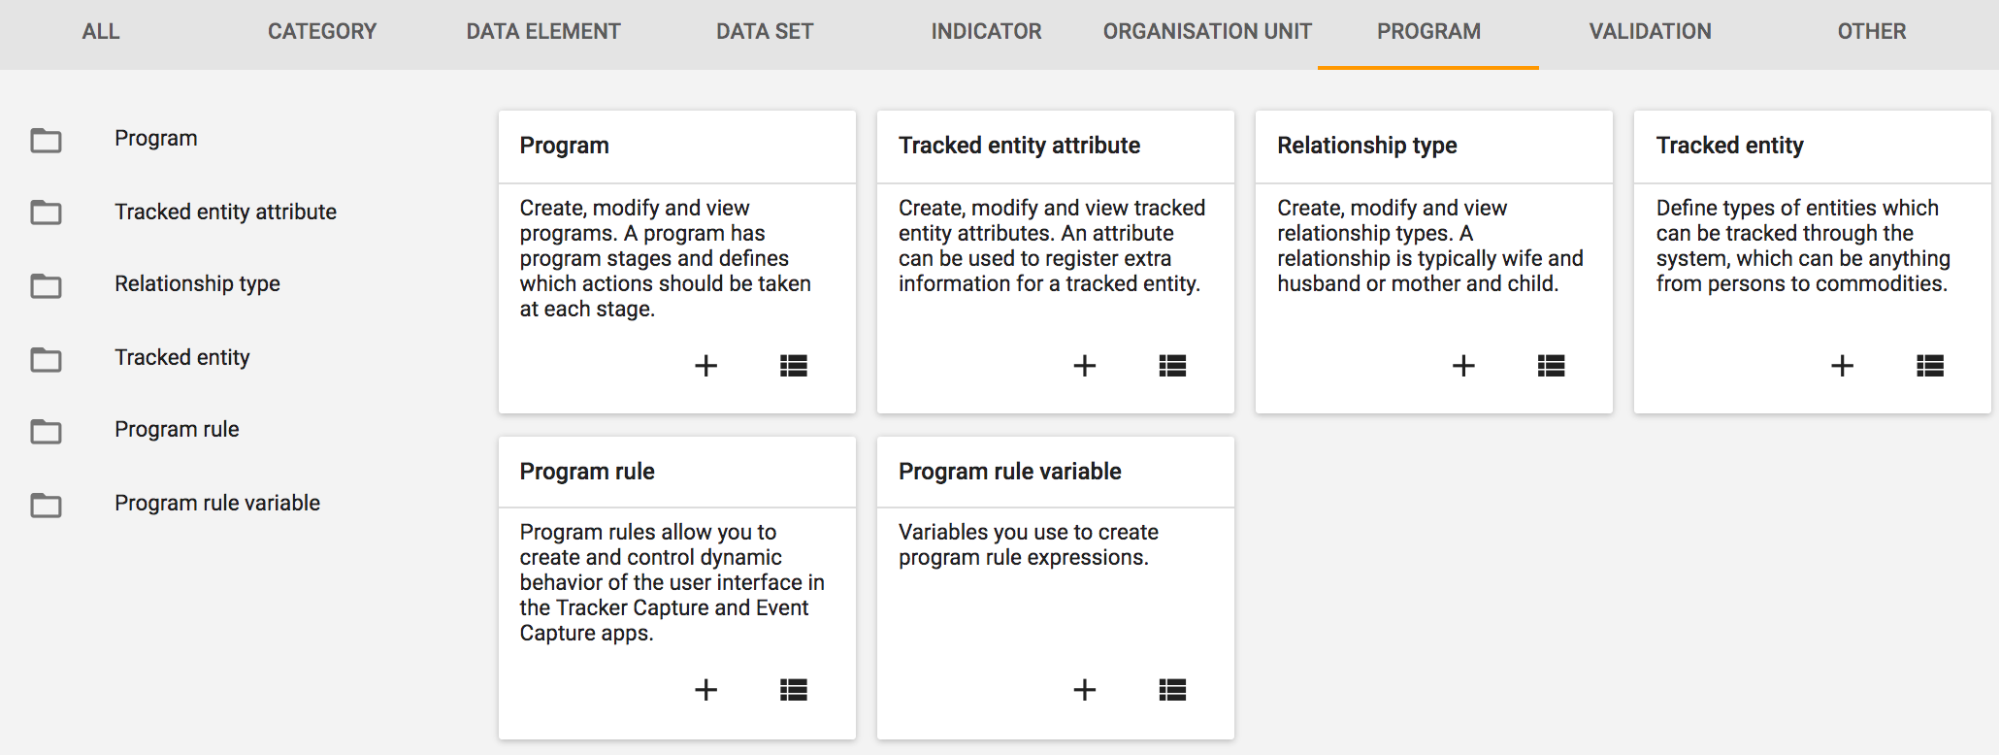 ALL CATEGORY DATA ELEMENT DATA SET INDICATOR ORGANISATION UNIT PROGRAM VALIDATION OTHER
Program
Tracked entity attribute
Relationship type
Tracked entity
Program rule
Program rule variable
Program
Create, modify and view
programs. A program has
program stages and defines
which actions should be taken
at each stage.
Tracked entity attribute
Create, modify and view tracked
entity attributes. An attribute
can be used to register extra
information for a tracked entity.
Relationship type
Create, modify and view
relationship types. A
relationship is typically wife and
husband or mother and child.
Tracked entity
Define types of entities which
can be tracked through the
system, which can be anything
from persons to commodities.
Program rule
Program rules allow you to
create and control dynamic
behavior of the user interface in
the Tracker Capture and Event
Capture apps.
Program rule variable
Variables you use to create
program rule expressions.